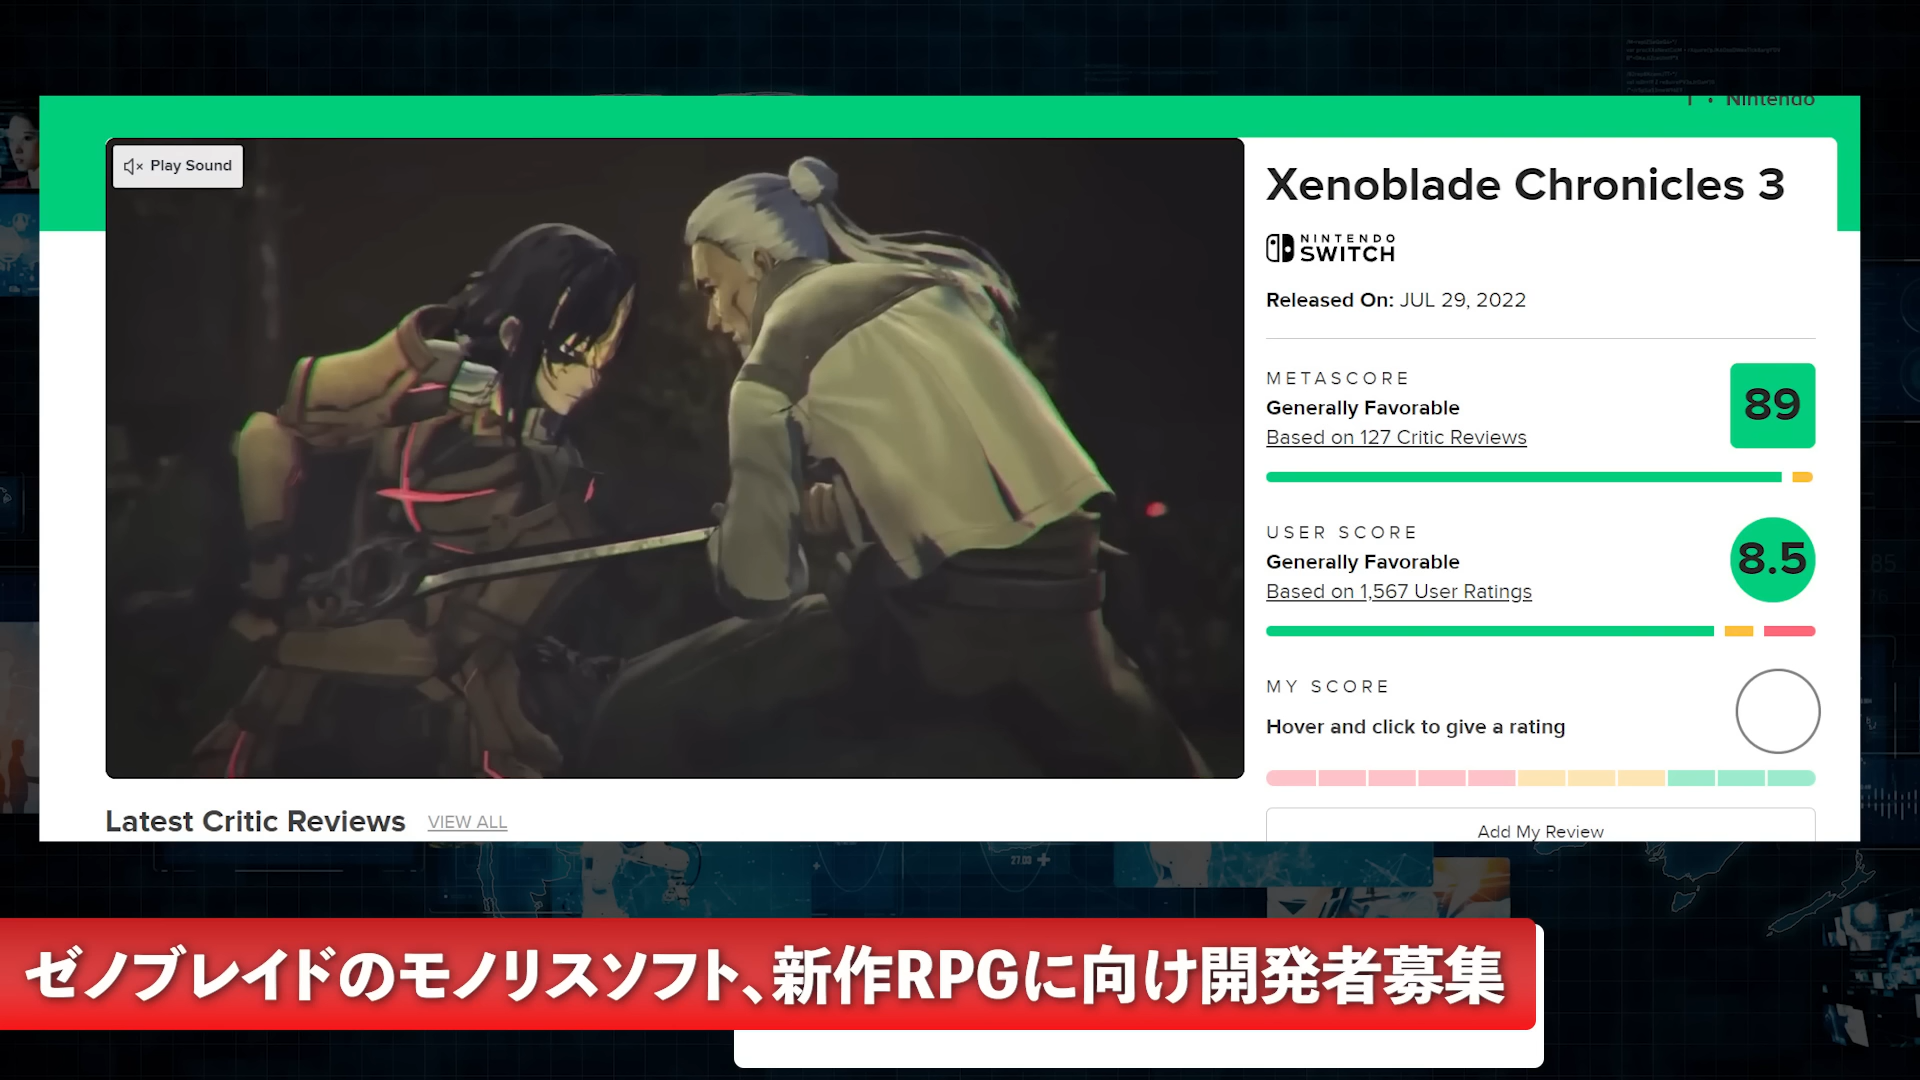 Nintendo
Play Sound
Xenoblade Chronicles 3
NINTENDO
SWITCH
Released On: JUL 29, 2022
METASCORE
Generally Favorable
Based on 127 Critic Reviews
89
USER SCORE
Generally Favorable
Based on 1,567 User Ratings
8.5
MY SCORE
Hover and click to give a rating
Add My Review
Latest Critic Reviews VIEW ALL
27.03
ゼノブレイドのモノリスソフト、新作RPGに向け開発者募集